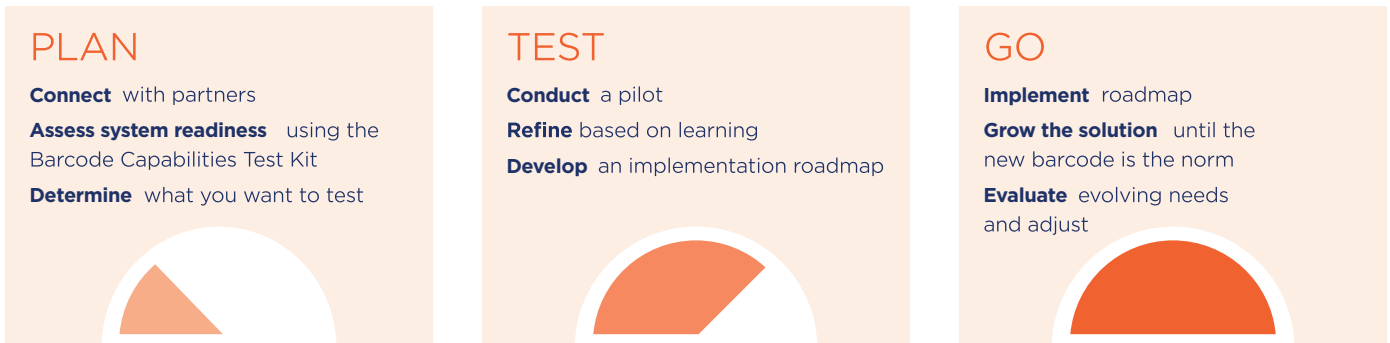 PLAN
Connect with partners
Assess system readiness using the
Barcode Capabilities Test Kit
Determine what you want to test
TEST
Conduct a pilot
Refine based on learning
Develop an implementation roadmap
GO
Implement roadmap
Grow the solution until the
new barcode is the norm
Evaluate evolving needs
and adjust